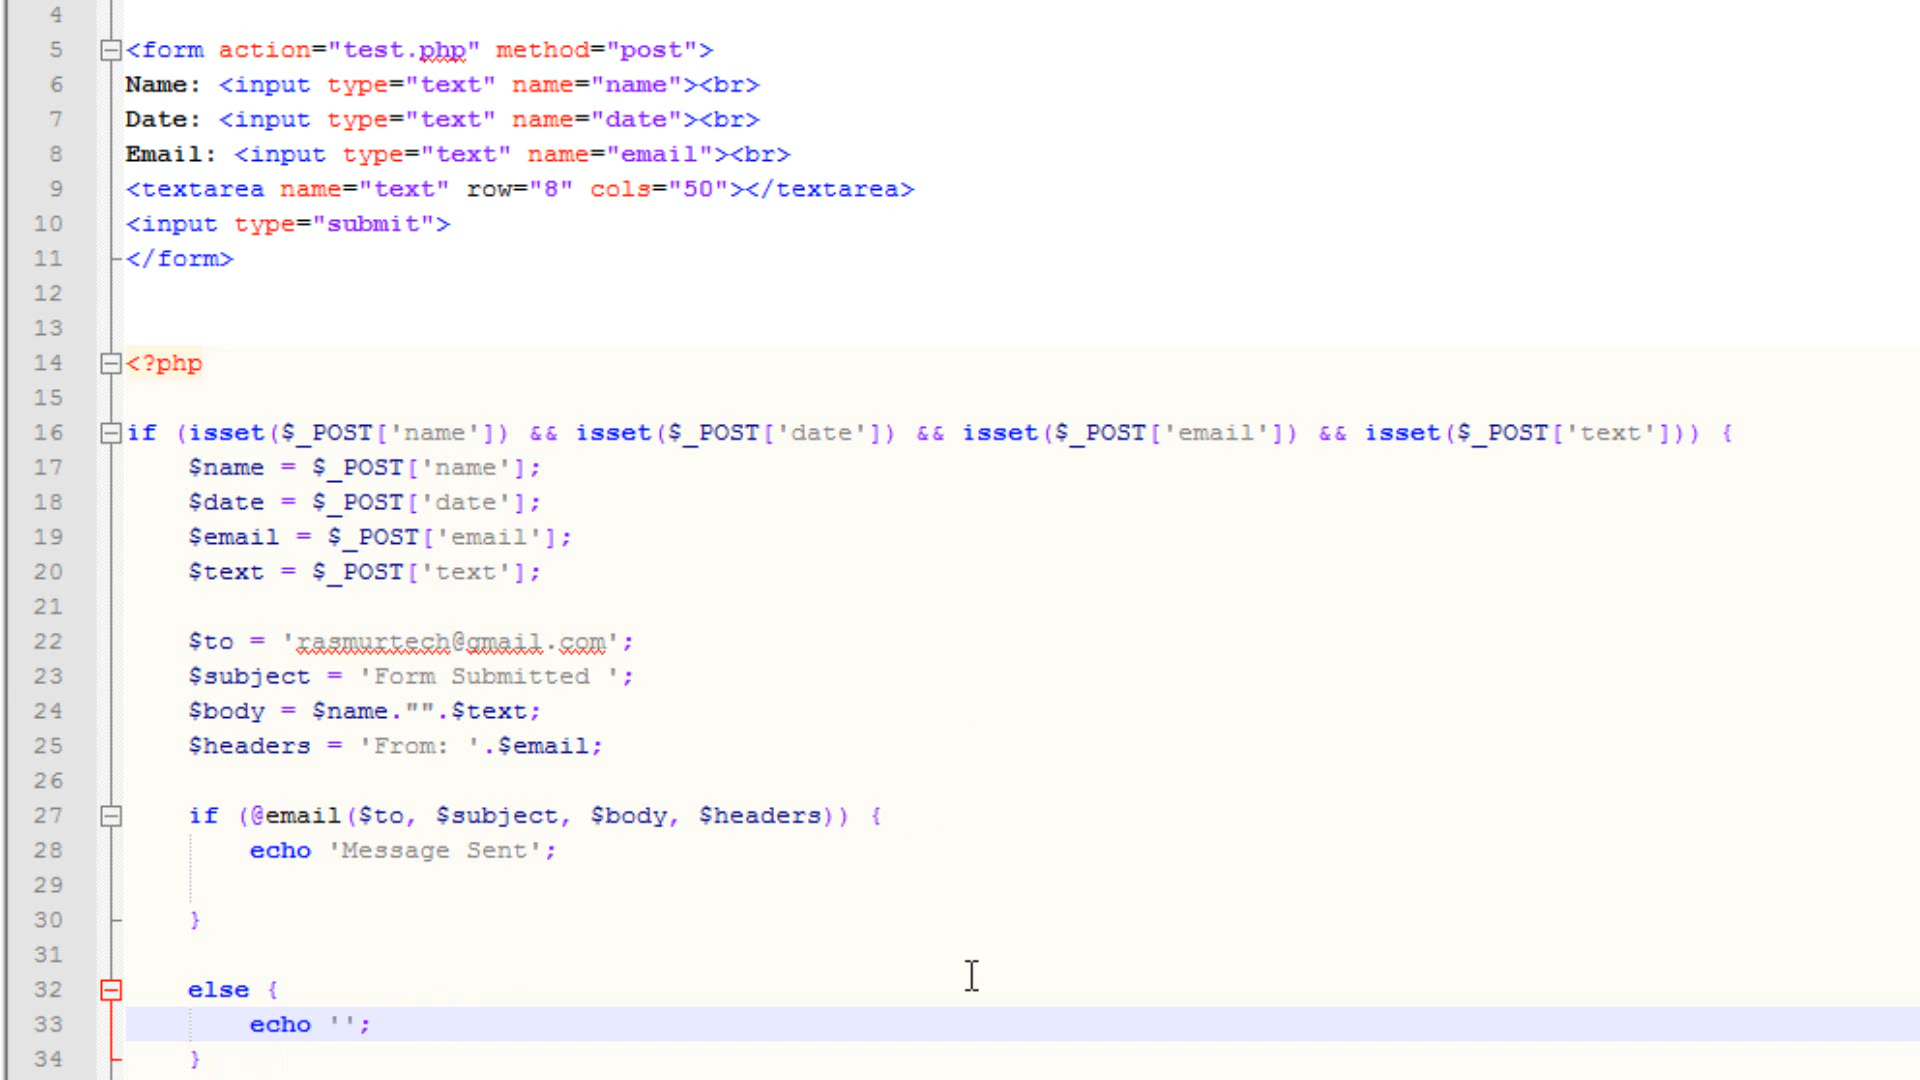 4
5 <form action="test.php" method="post">
6 Name: <input type="text" name="name"><br>
7 Date: <input type="text" name="date"><br>
8 Email: <input type="text" name="email"><br>
9 <textarea name="text" row="8" cols="50"></textarea>
10 <input type="submit">
11 </form>
12
13
14 <?php
15
16 if (isset($_POST['name']) && isset($_POST['date']) && isset($_POST['email']) && isset($_POST['text'])) {
17 $name = $_POST['name'];
18 $date = $_POST['date'];
19 $email = $_POST['email'];
20 $text = $_POST['text'];
21
22 $to = 'rasmurtech@gmail.com';
23 $subject = 'Form Submitted ';
24 $body = $name."".$text;
25 $headers = 'From: '.$email;
26
27 if (@email($to, $subject, $body, $headers)) {
28 echo 'Message Sent';
29
30 }
31
32 else {
33 echo '';
34 }